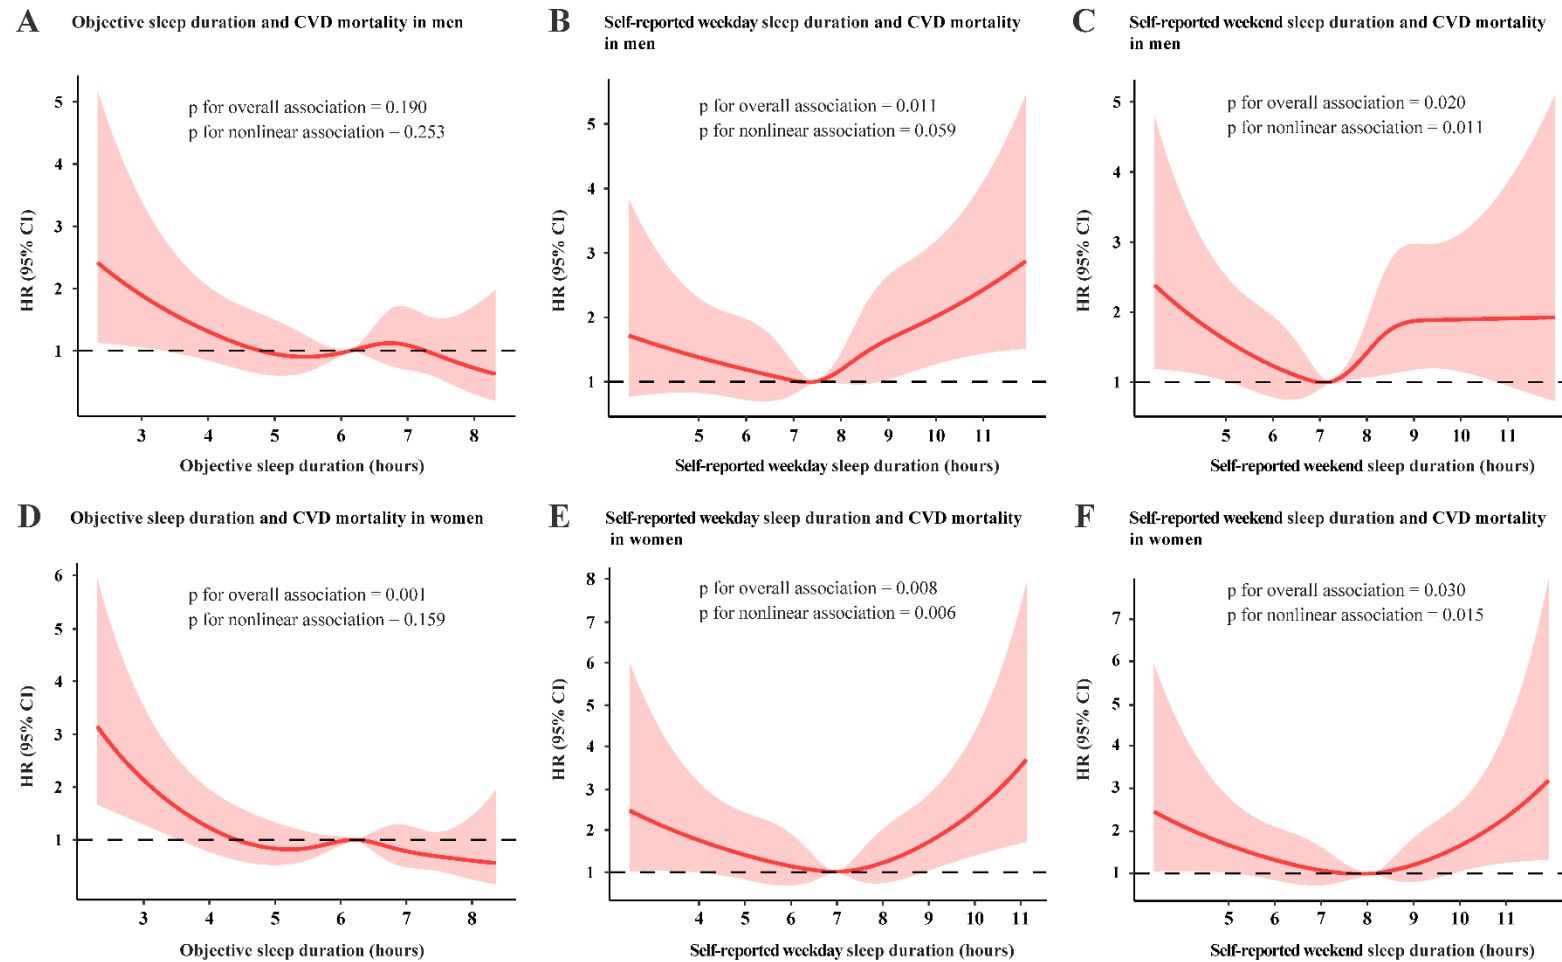 A Objective sleep duration and CVD mortality in men
p for overall association = 0.190
p for nonlinear association = 0.253
HR (95% CI)
5
4
3
2
1
3 4 5 6 7 8
Objective sleep duration (hours)
B Self-reported weekday sleep duration and CVD mortality
in men
p for overall association = 0.011
p for nonlinear association = 0.059
HR (95% CI)
5
4
3
2
1
5 6 7 8 9 10 11
Self-reported weekday sleep duration (hours)
C Self-reported weekend sleep duration and CVD mortality
in men
p for overall association = 0.020
p for nonlinear association = 0.011
HR (95% CI)
5
4
3
2
1
5 6 7 8 9 10 11
Self-reported weekend sleep duration (hours)
D Objective sleep duration and CVD mortality in women
p for overall association = 0.001
p for nonlinear association = 0.159
HR (95% CI)
6
5
4
3
2
1
3 4 5 6 7 8
Objective sleep duration (hours)
E Self-reported weekday sleep duration and CVD mortality
in women
p for overall association = 0.008
p for nonlinear association = 0.006
HR (95% CI)
8
7
6
5
4
3
2
1
4 5 6 7 8 9 10 11
Self-reported weekday sleep duration (hours)
F Self-reported weekend sleep duration and CVD mortality
in women
p for overall association = 0.030
p for nonlinear association = 0.015
HR (95% CI)
7
6
5
4
3
2
1
5 6 7 8 9 10 11
Self-reported weekend sleep duration (hours)